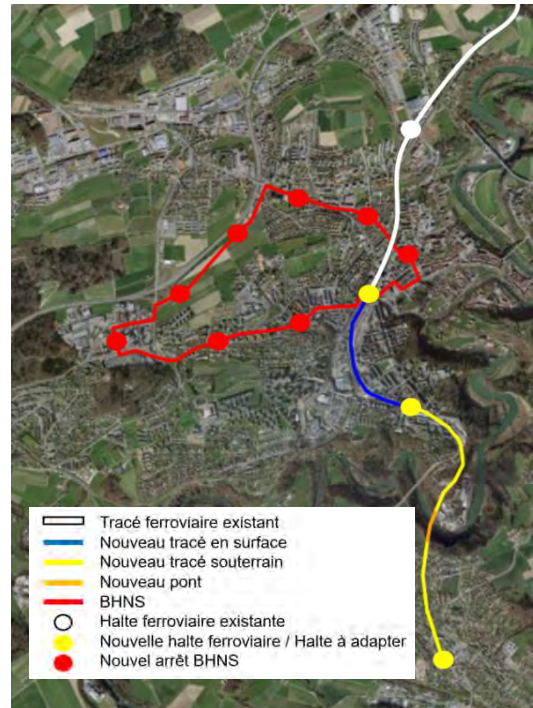 Tracé ferroviaire existant
Nouveau tracé en surface
Nouveau tracé souterrain
Nouveau pont
BHNS
Halte ferroviaire existante
Nouvelle halte ferroviaire / Halte à adapter
Nouvel arrêt BHNS